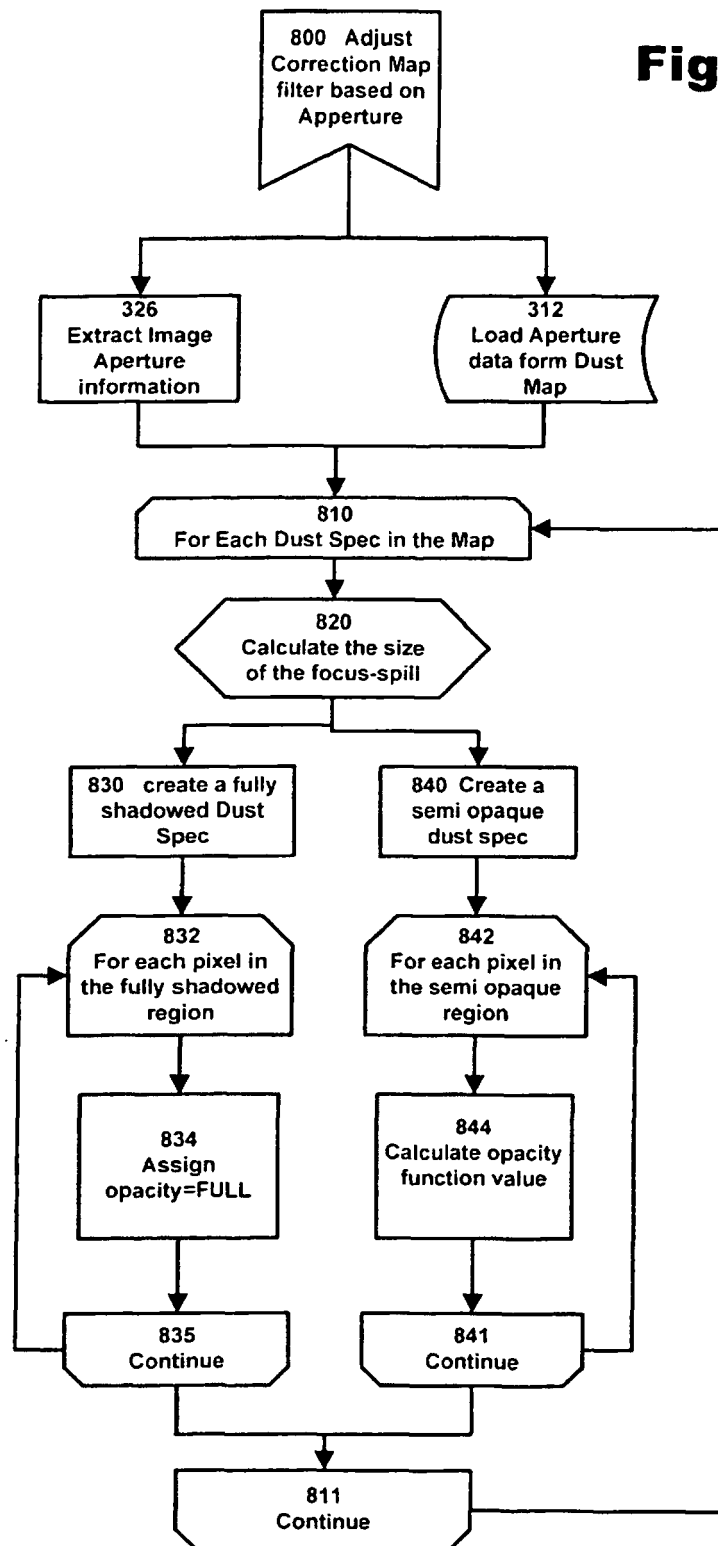 800 Adjust
Correction Map
filter based on
Apperture
Fig
326
Extract Image
Aperture
information
312
Load Aperture
data form Dust
Map
810
For Each Dust Spec in the Map
820
Calculate the size
of the focus-spill
830 create a fully
shadowed Dust
Spec
840 Create a
semi opaque
dust spec
832
For each pixel in
the fully shadowed
region
842
For each pixel in
the semi opaque
region
834
Assign
opacity=FULL
844
Calculate opacity
function value
835
Continue
841
Continue
811
Continue